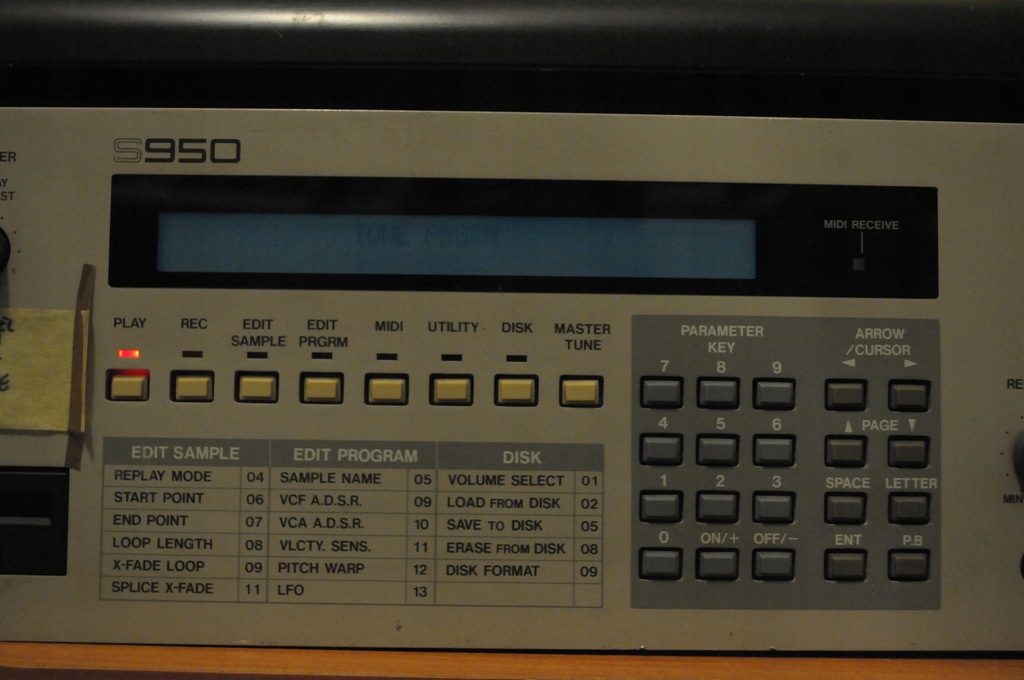 S950
MIDI RECEIVE
TONE PRGRM
PLAY
REC
EDIT SAMPLE
EDIT PRGRM
MIDI
UTILITY
DISK
MASTER TUNE
EDIT SAMPLE EDIT PROGRAM DISK
REPLAY MODE 04 SAMPLE NAME 05 VOLUME SELECT 01
START POINT 06 VCF A.D.S.R. 09 LOAD FROM DISK 02
END POINT 07 VCA A.D.S.R. 10 SAVE TO DISK 05
LOOP LENGTH 08 VLCTY. SENS. 11 ERASE FROM DISK 08
X-FADE LOOP 09 PITCH WARP 12 DISK FORMAT 09
SPLICE X-FADE 11 LFO 13
PARAMETER
KEY
ARROW
/CURSOR
7 8 9
4 5 6 PAGE
1 2 3 SPACE LETTER
0 ON/+ OFF/− ENT P.B